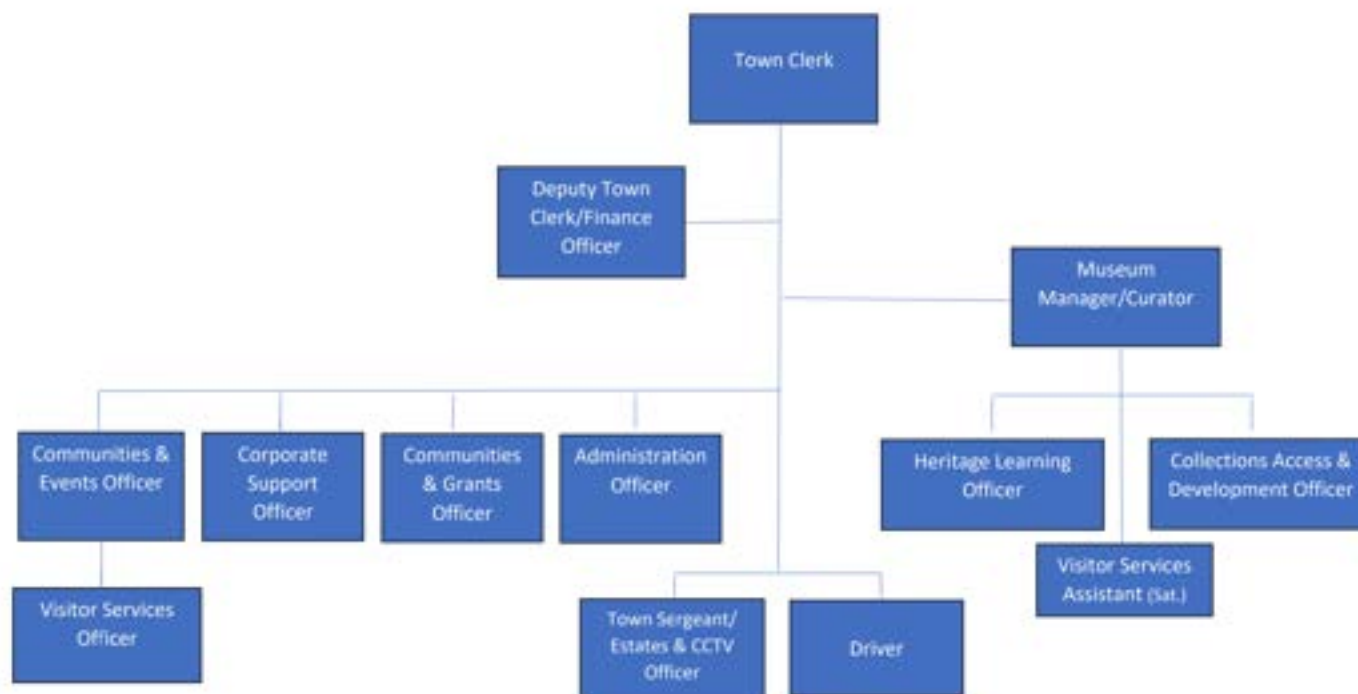 Town Clerk
Deputy Town
Clerk/Finance
Officer
Museum
Manager/Curator
Communities &
Events Officer
Corporate
Support
Officer
Communities
& Grants
Officer
Administration
Officer
Heritage Learning
Officer
Collections Access &
Development Officer
Visitor Services
Assistant (Sat.)
Visitor Services
Officer
Town Sergeant/
Estates & CCTV
Officer
Driver